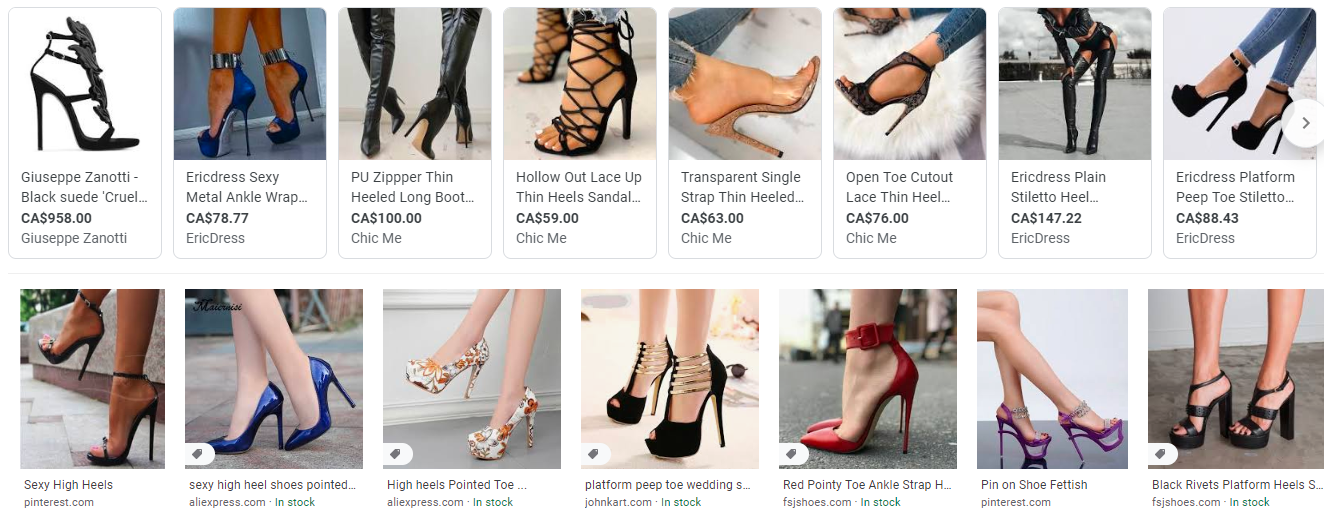 Giuseppe Zanotti -
Black suede 'Cruel...
CA$958.00
Giuseppe Zanotti
Ericdress Sexy
Metal Ankle Wrap...
CA$78.77
EricDress
PU Zippper Thin
Heeled Long Boot...
CA$100.00
Chic Me
Hollow Out Lace Up
Thin Heels Sandal...
CA$59.00
Chic Me
Transparent Single
Strap Thin Heeled...
CA$63.00
Chic Me
Open Toe Cutout
Lace Thin Heel...
CA$76.00
Chic Me
Ericdress Plain
Stiletto Heel...
CA$147.22
EricDress
Ericdress Platform
Peep Toe Stiletto...
CA$88.43
EricDress
Sexy High Heels
pinterest.com
Maiernisi
sexy high heel shoes pointed...
aliexpress.com · In stock
High heels Pointed Toe ...
aliexpress.com · In stock
platform peep toe wedding s...
johnkart.com · In stock
Red Pointy Toe Ankle Strap H...
fsjshoes.com · In stock
Pin on Shoe Fettish
pinterest.com
Black Rivets Platform Heels S...
fsjshoes.com · In stock